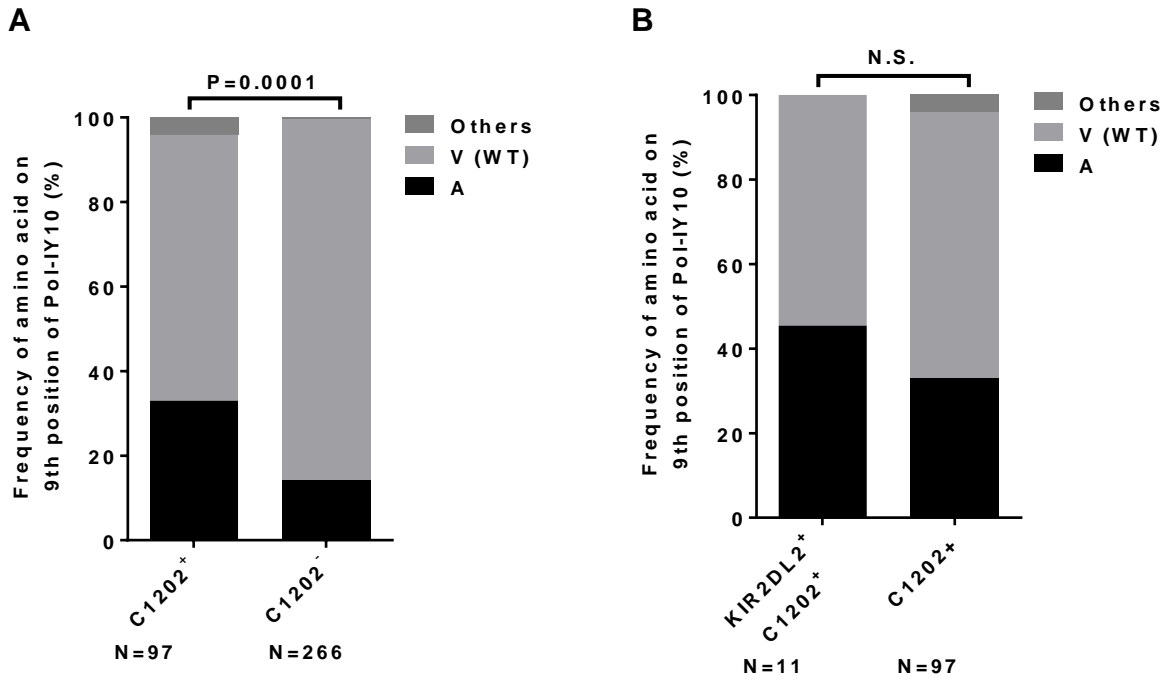 A
P=0.0001
Frequency of amino acid on
9th position of Pol-IY10 (%)
100
80
60
40
20
0
Others
V (WT)
A
C1202⁺
C1202⁻
N=97
N=266
B
N.S.
Frequency of amino acid on
9th position of Pol-IY10 (%)
100
80
60
40
20
0
Others
V (WT)
A
KIR2DL2⁺
C1202⁺
C1202+
N=11
N=97